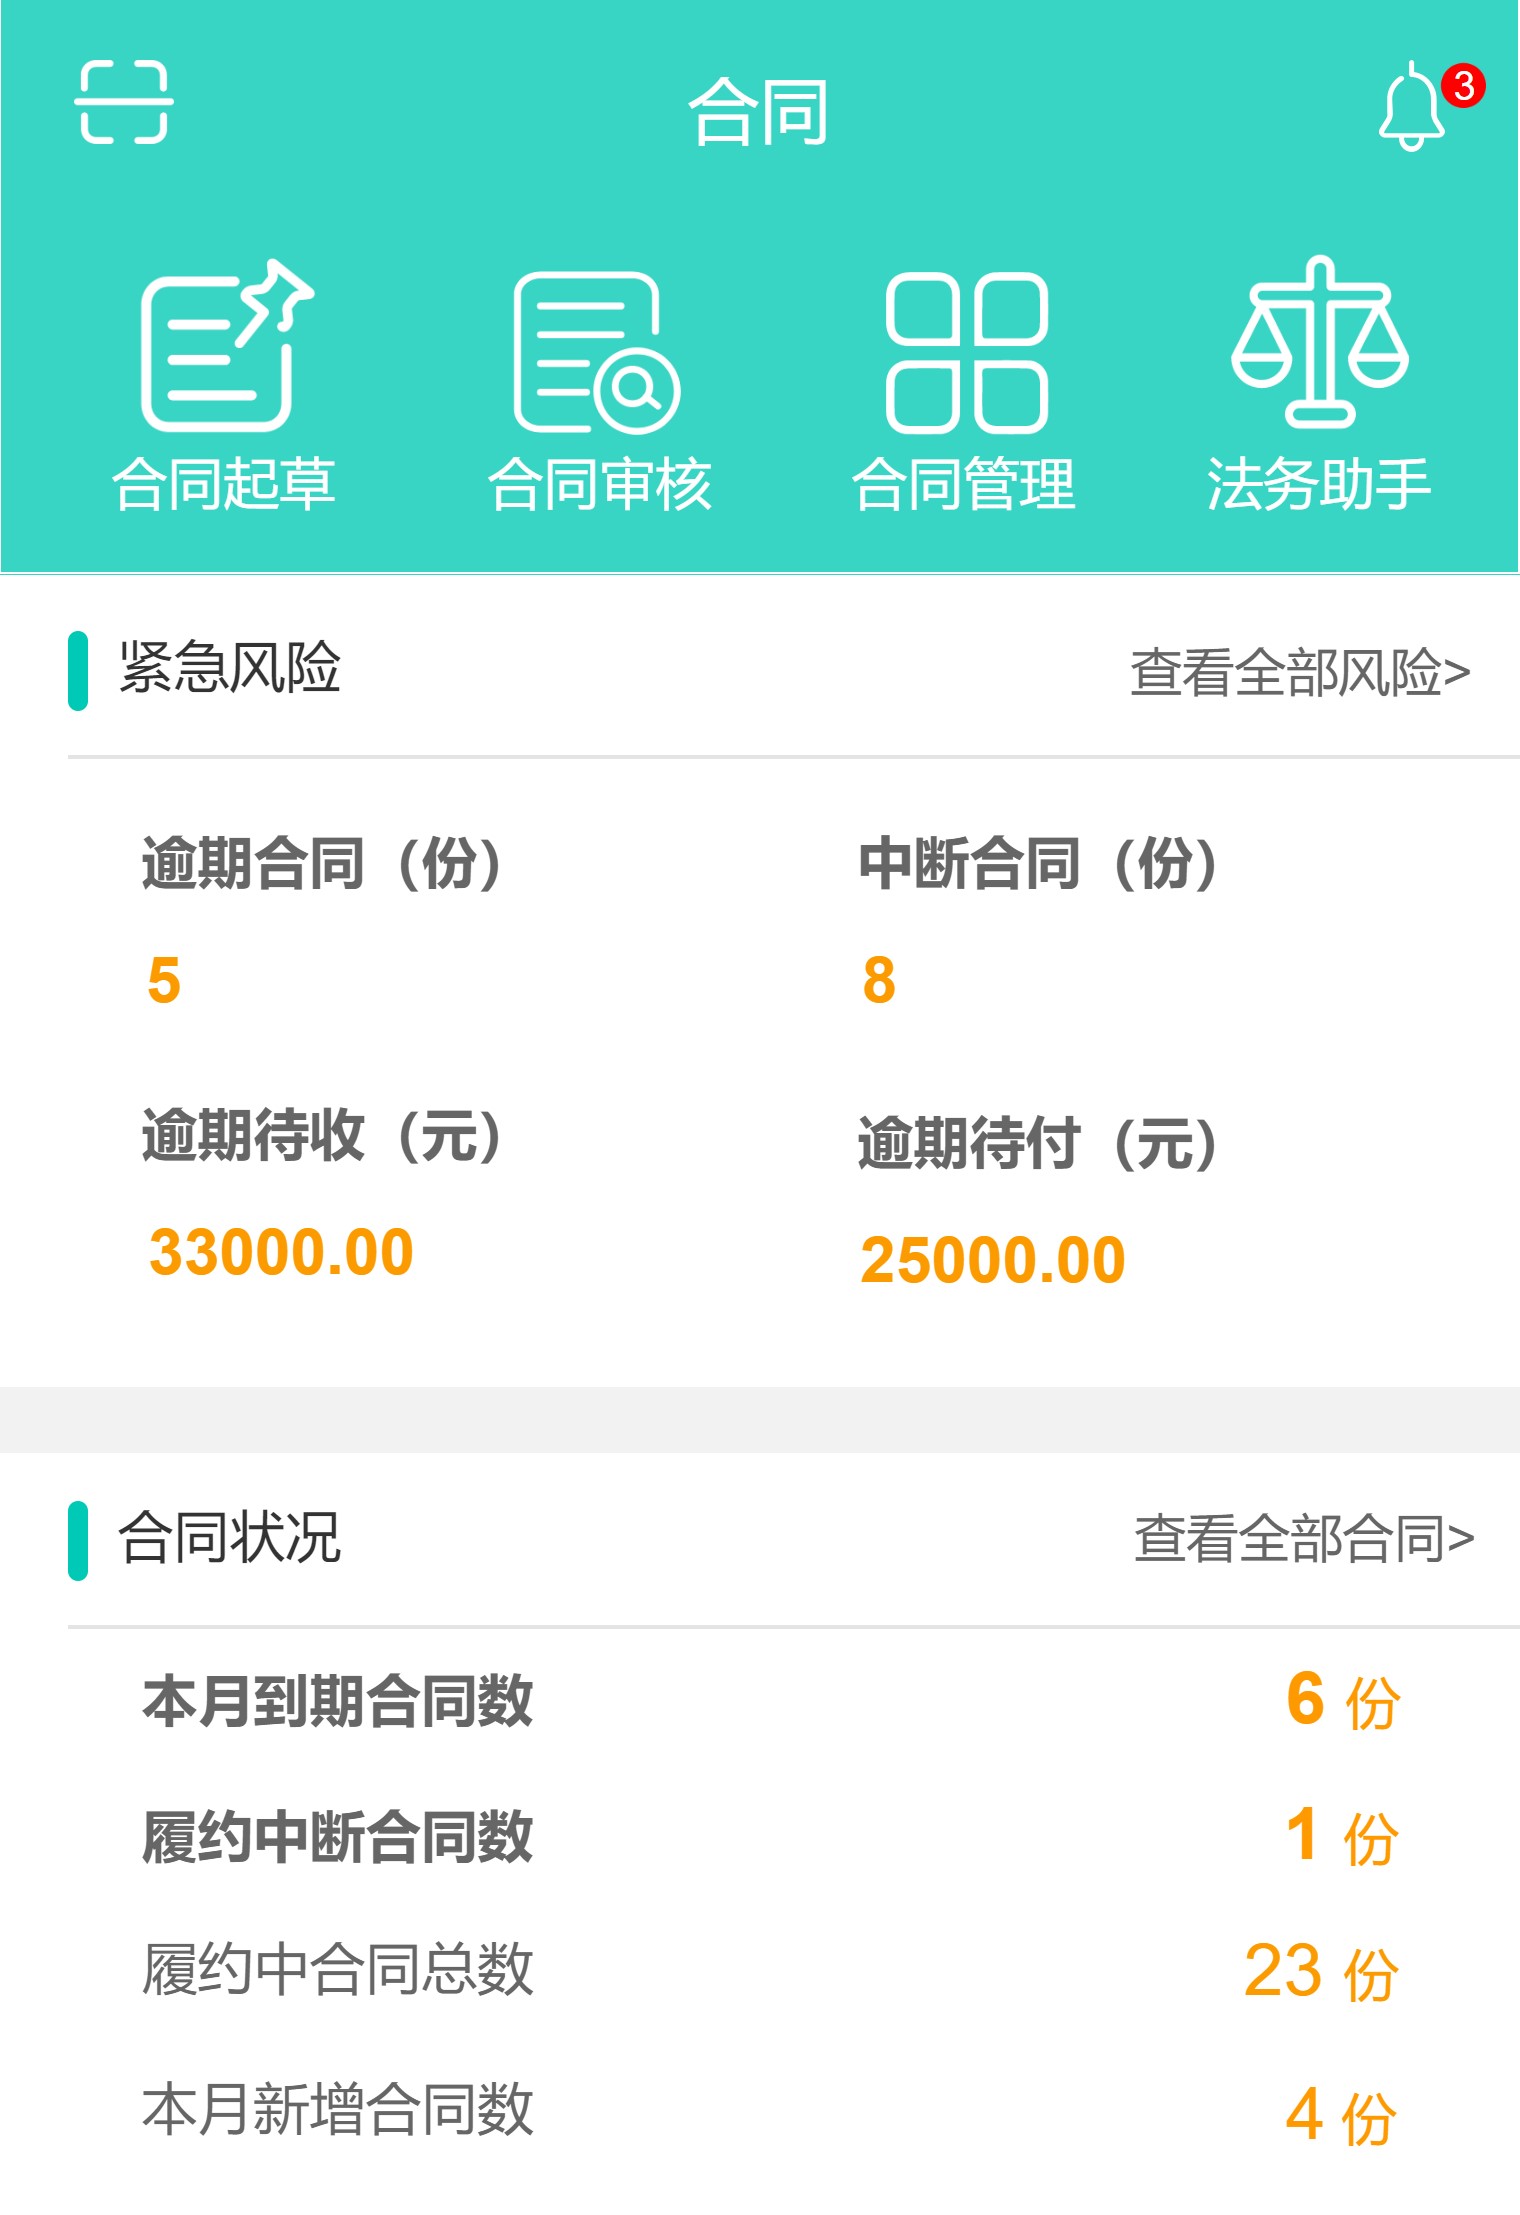 合同
3
合同起草 合同审核 合同管理 法务助手
紧急风险 查看全部风险>
逾期合同（份） 中断合同（份）
5 8
逾期待收（元） 逾期待付（元）
33000.00 25000.00
合同状况 查看全部合同>
本月到期合同数 6 份
履约中断合同数 1 份
履约中合同总数 23 份
本月新增合同数 4 份